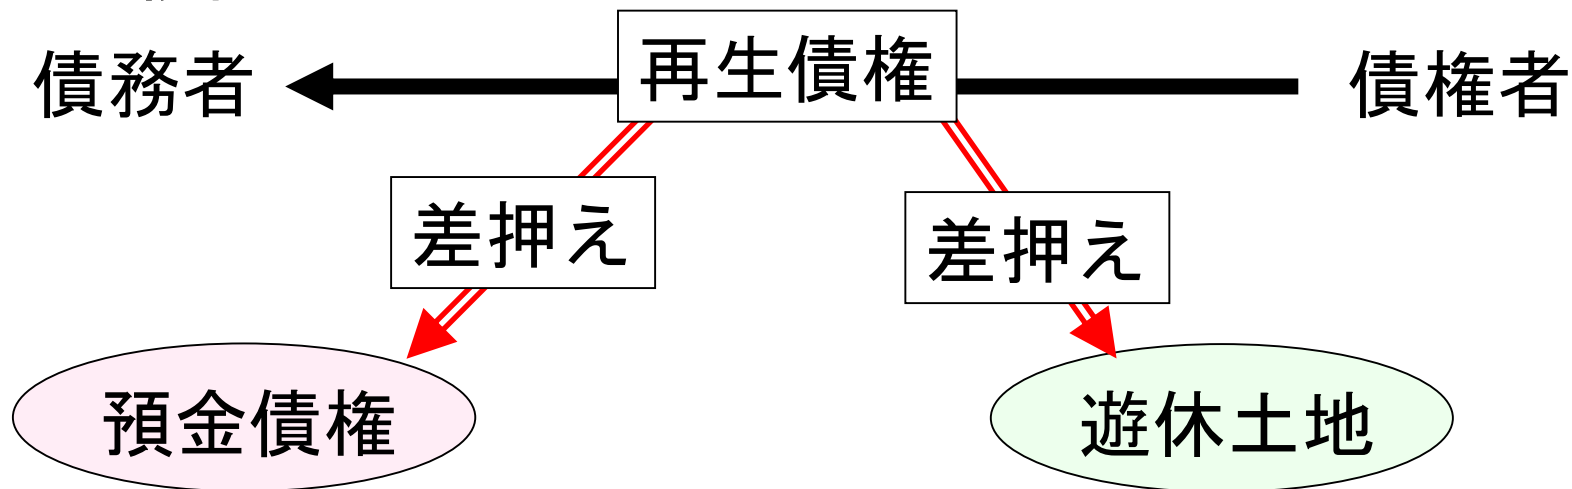 債務者
再生債権
債権者
差押え
差押え
預金債権
遊休土地